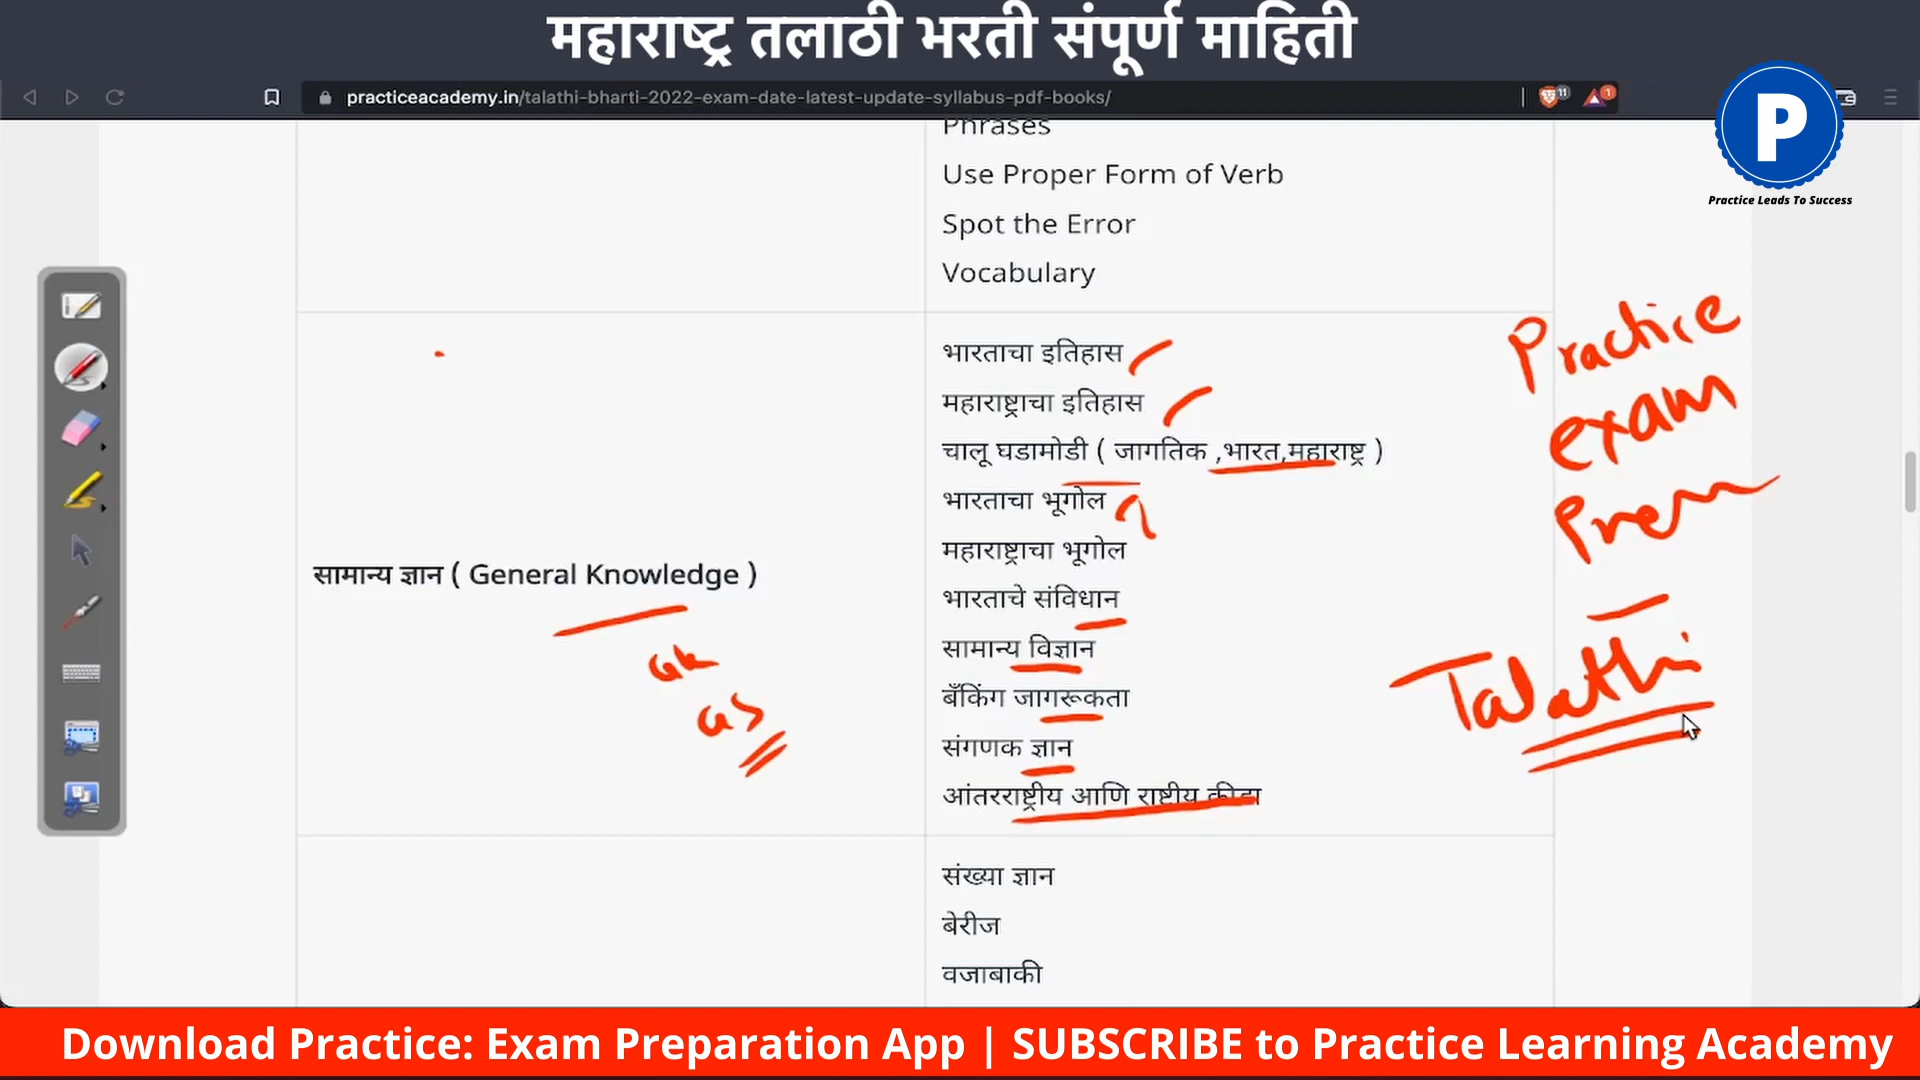 महाराष्ट्र तलाठी भरती संपूर्ण माहिती
practiceacademy.in/talathi-bharti-2022-exam-date-latest-update-syllabus-pdf-books/
11
1
P
Practice Leads To Success
Phrases
Use Proper Form of Verb
Spot the Error
Vocabulary
सामान्य ज्ञान ( General Knowledge )
भारताचा इतिहास
महाराष्ट्राचा इतिहास
चालू घडामोडी ( जागतिक ,भारत,महाराष्ट्र )
भारताचा भूगोल
महाराष्ट्राचा भूगोल
भारताचे संविधान
सामान्य विज्ञान
बँकिंग जागरूकता
संगणक ज्ञान
आंतरराष्ट्रीय आणि राष्ट्रीय क्रीडा
GK
GS
Practice
exam
Prem
Talathi
संख्या ज्ञान
बेरीज
वजाबाकी
Download Practice: Exam Preparation App | SUBSCRIBE to Practice Learning Academy